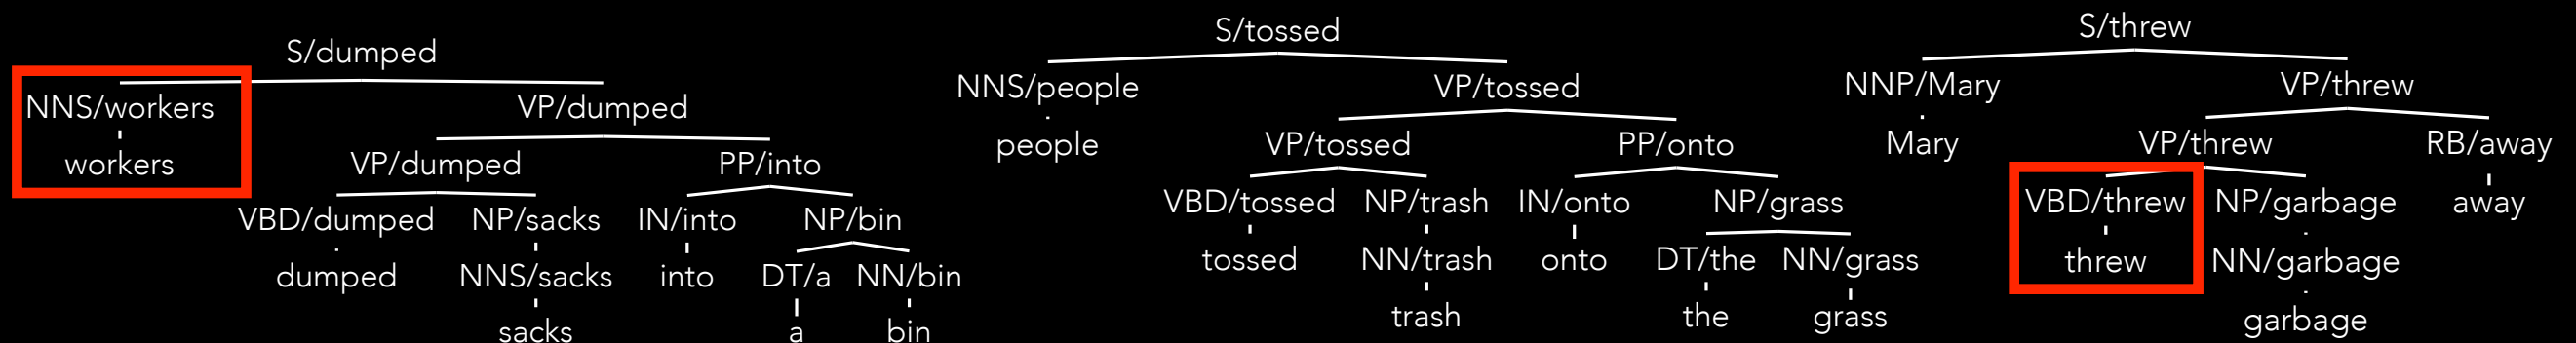 S/dumped
NNS/workers VP/dumped
workers VP/dumped PP/into
VBD/dumped NP/sacks IN/into NP/bin
dumped NNS/sacks into DT/a NN/bin
sacks a bin
S/tossed
NNS/people VP/tossed
people VP/tossed PP/onto
VBD/tossed NP/trash IN/onto NP/grass
tossed NN/trash onto DT/the NN/grass
trash the grass
S/threw
NNP/Mary VP/threw
Mary VP/threw RB/away
VBD/threw NP/garbage away
threw NN/garbage
garbage